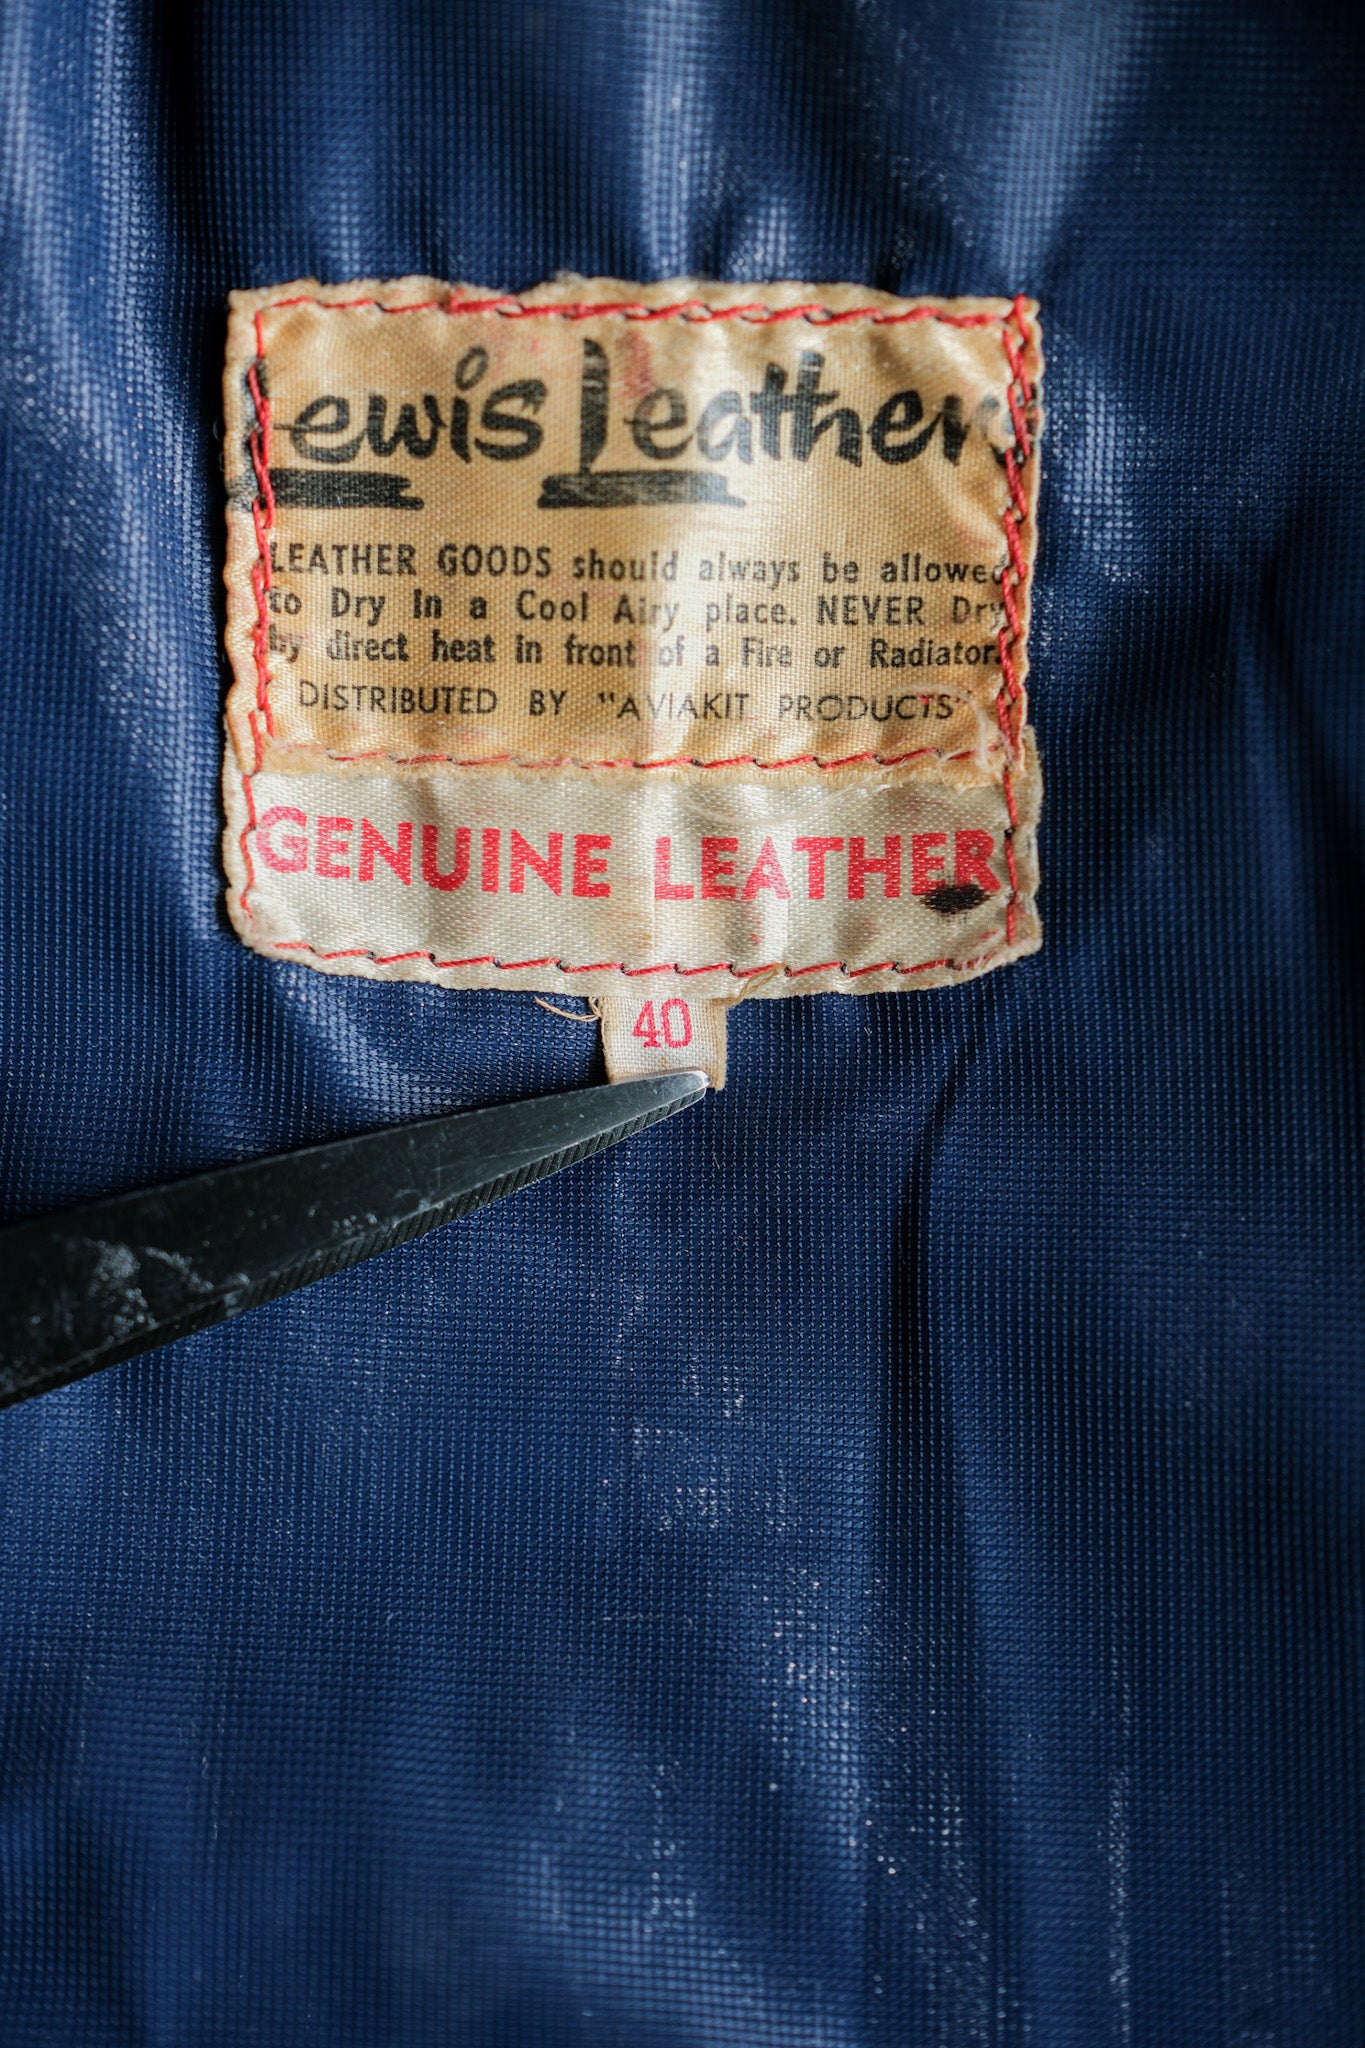 Lewis Leathers
LEATHER GOODS should always be allowed
to Dry In a Cool Airy place. NEVER Dry
by direct heat in front of a Fire or Radiator.
DISTRIBUTED BY "AVIAKIT PRODUCTS"
GENUINE LEATHER
40